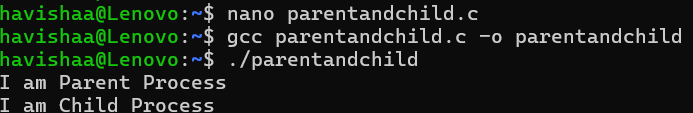 havishaa@Lenovo:~$ nano parentandchild.c
havishaa@Lenovo:~$ gcc parentandchild.c -o parentandchild
havishaa@Lenovo:~$ ./parentandchild
I am Parent Process
I am Child Process